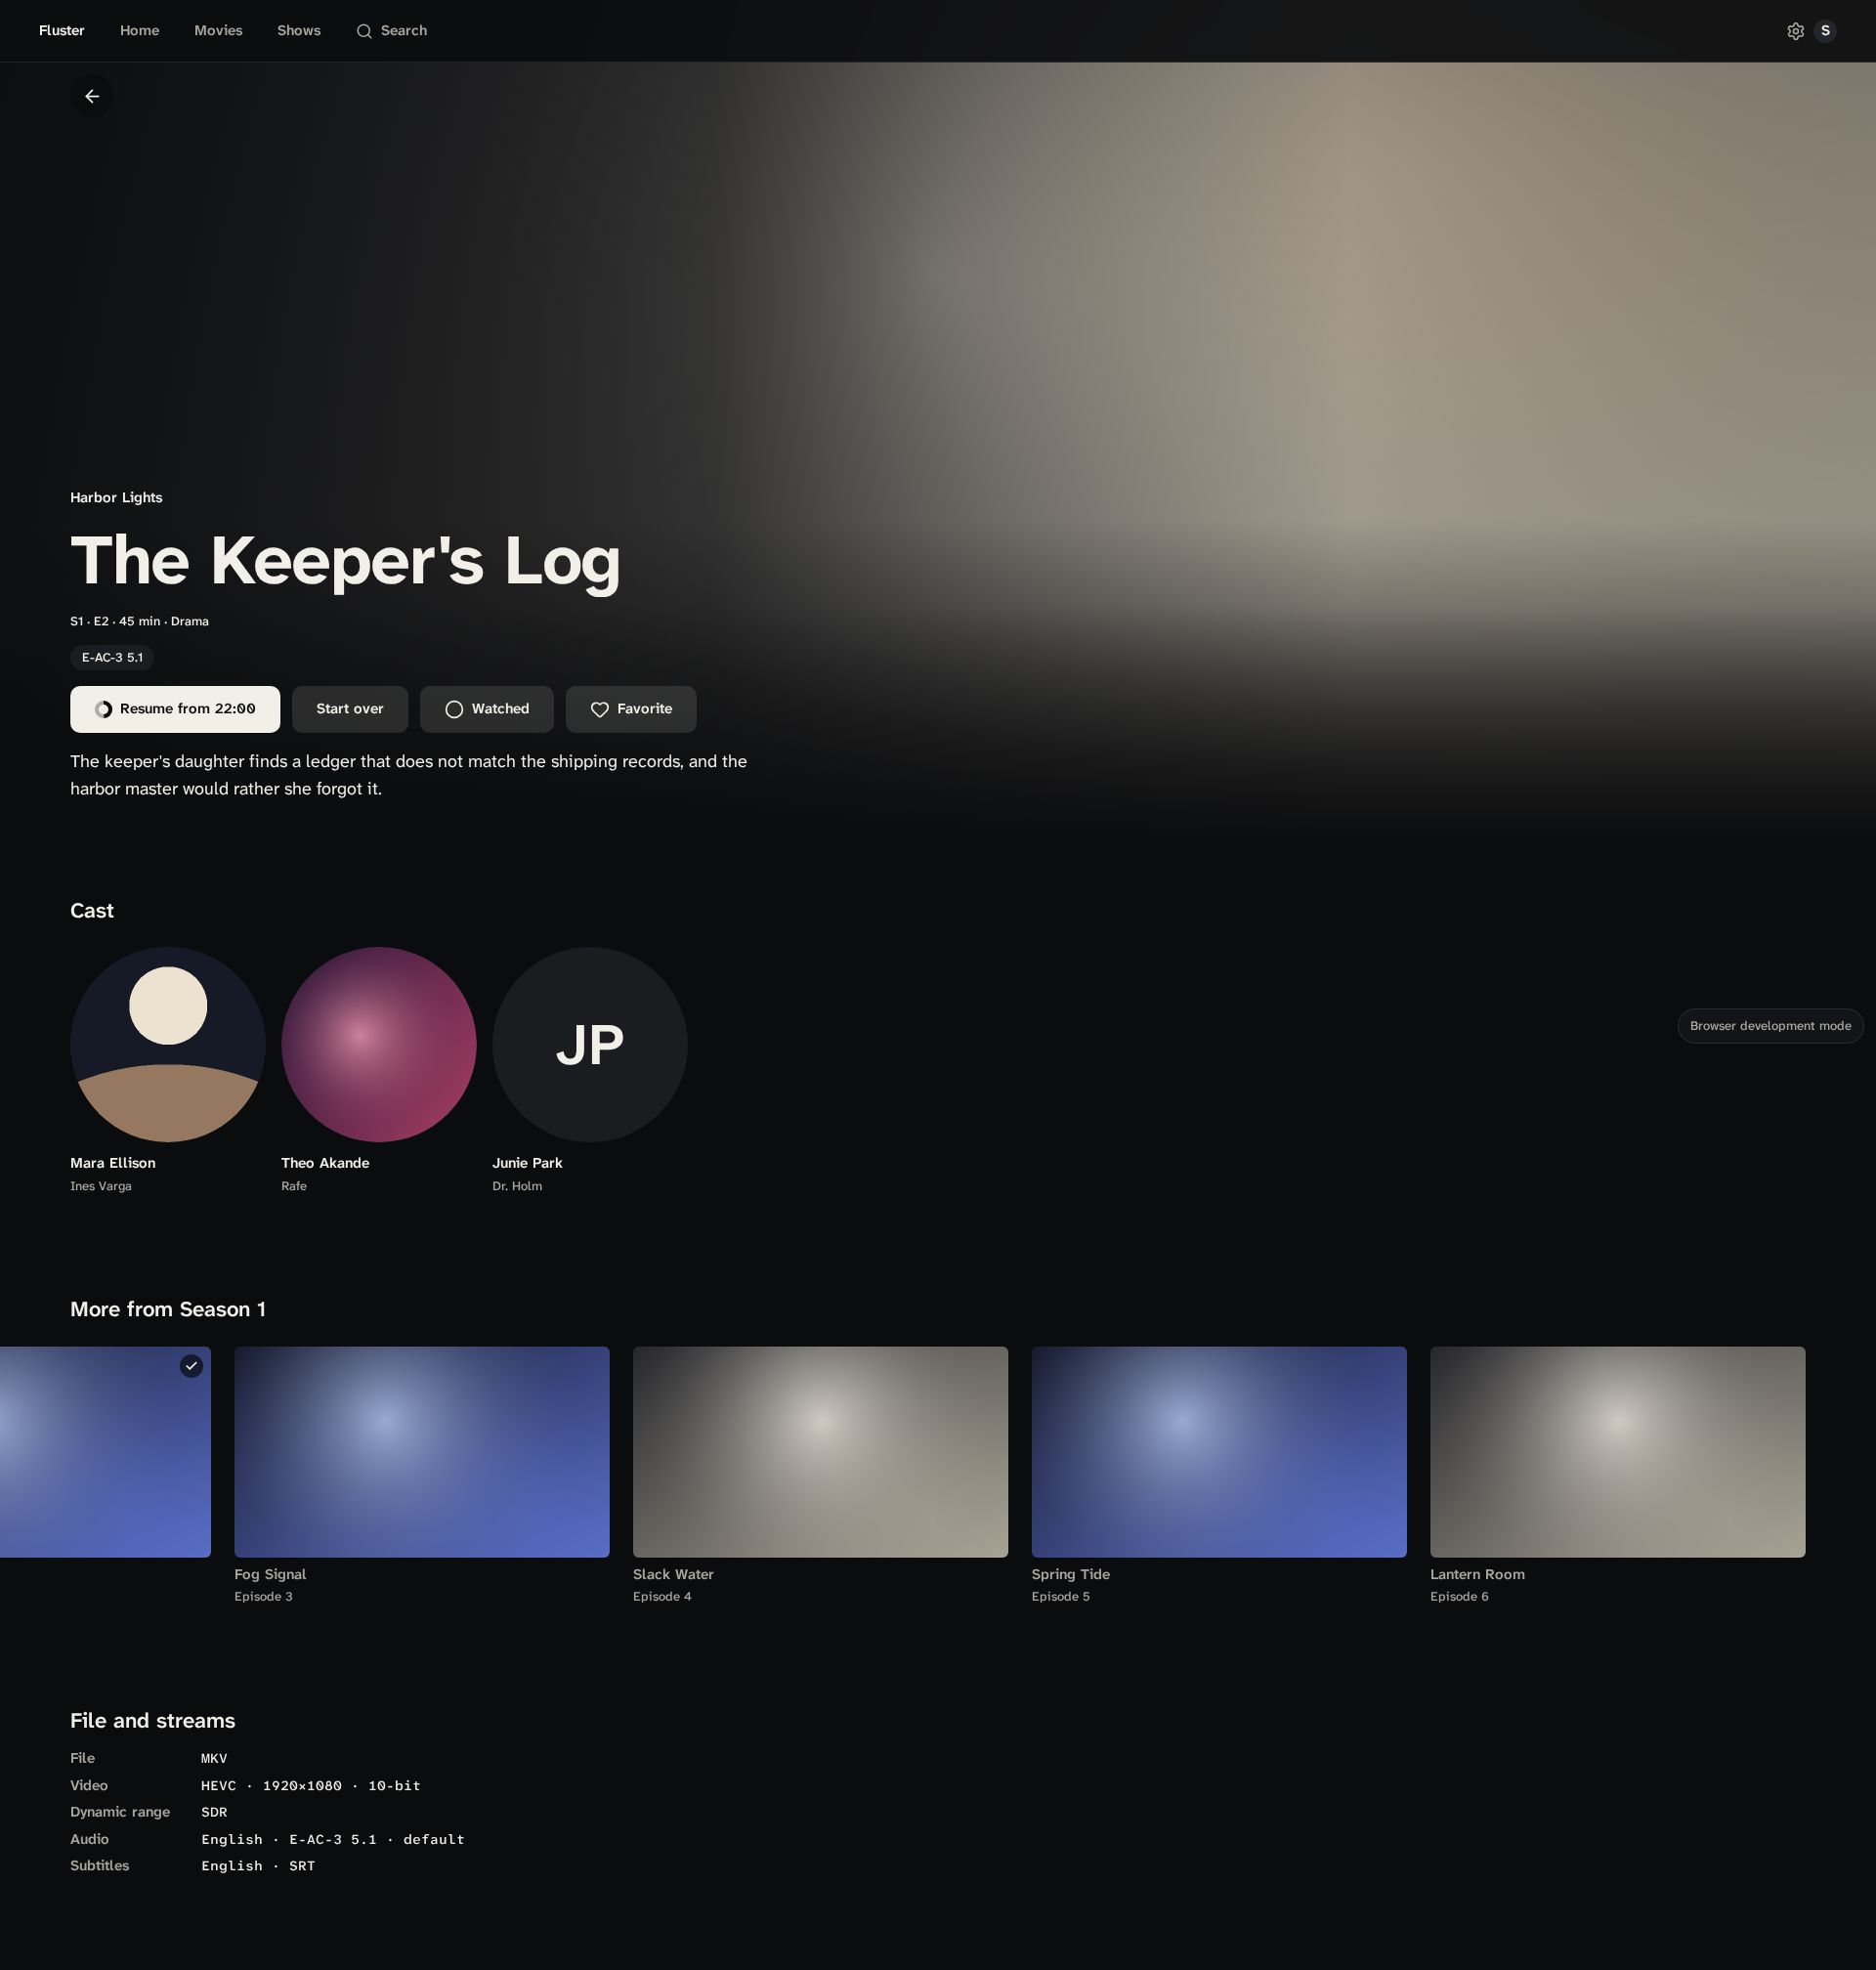 Fluster Home Movies Shows Search S
Harbor Lights
The Keeper's Log
S1 · E2 · 45 min · Drama
E-AC-3 5.1
Resume from 22:00 Start over Watched Favorite
The keeper's daughter finds a ledger that does not match the shipping records, and the
harbor master would rather she forgot it.
Cast
JP
Browser development mode
Mara Ellison Theo Akande Junie Park
Ines Varga Rafe Dr. Holm
More from Season 1
Fog Signal Slack Water Spring Tide Lantern Room
Episode 3 Episode 4 Episode 5 Episode 6
File and streams
File MKV
Video HEVC · 1920×1080 · 10-bit
Dynamic range SDR
Audio English · E-AC-3 5.1 · default
Subtitles English · SRT